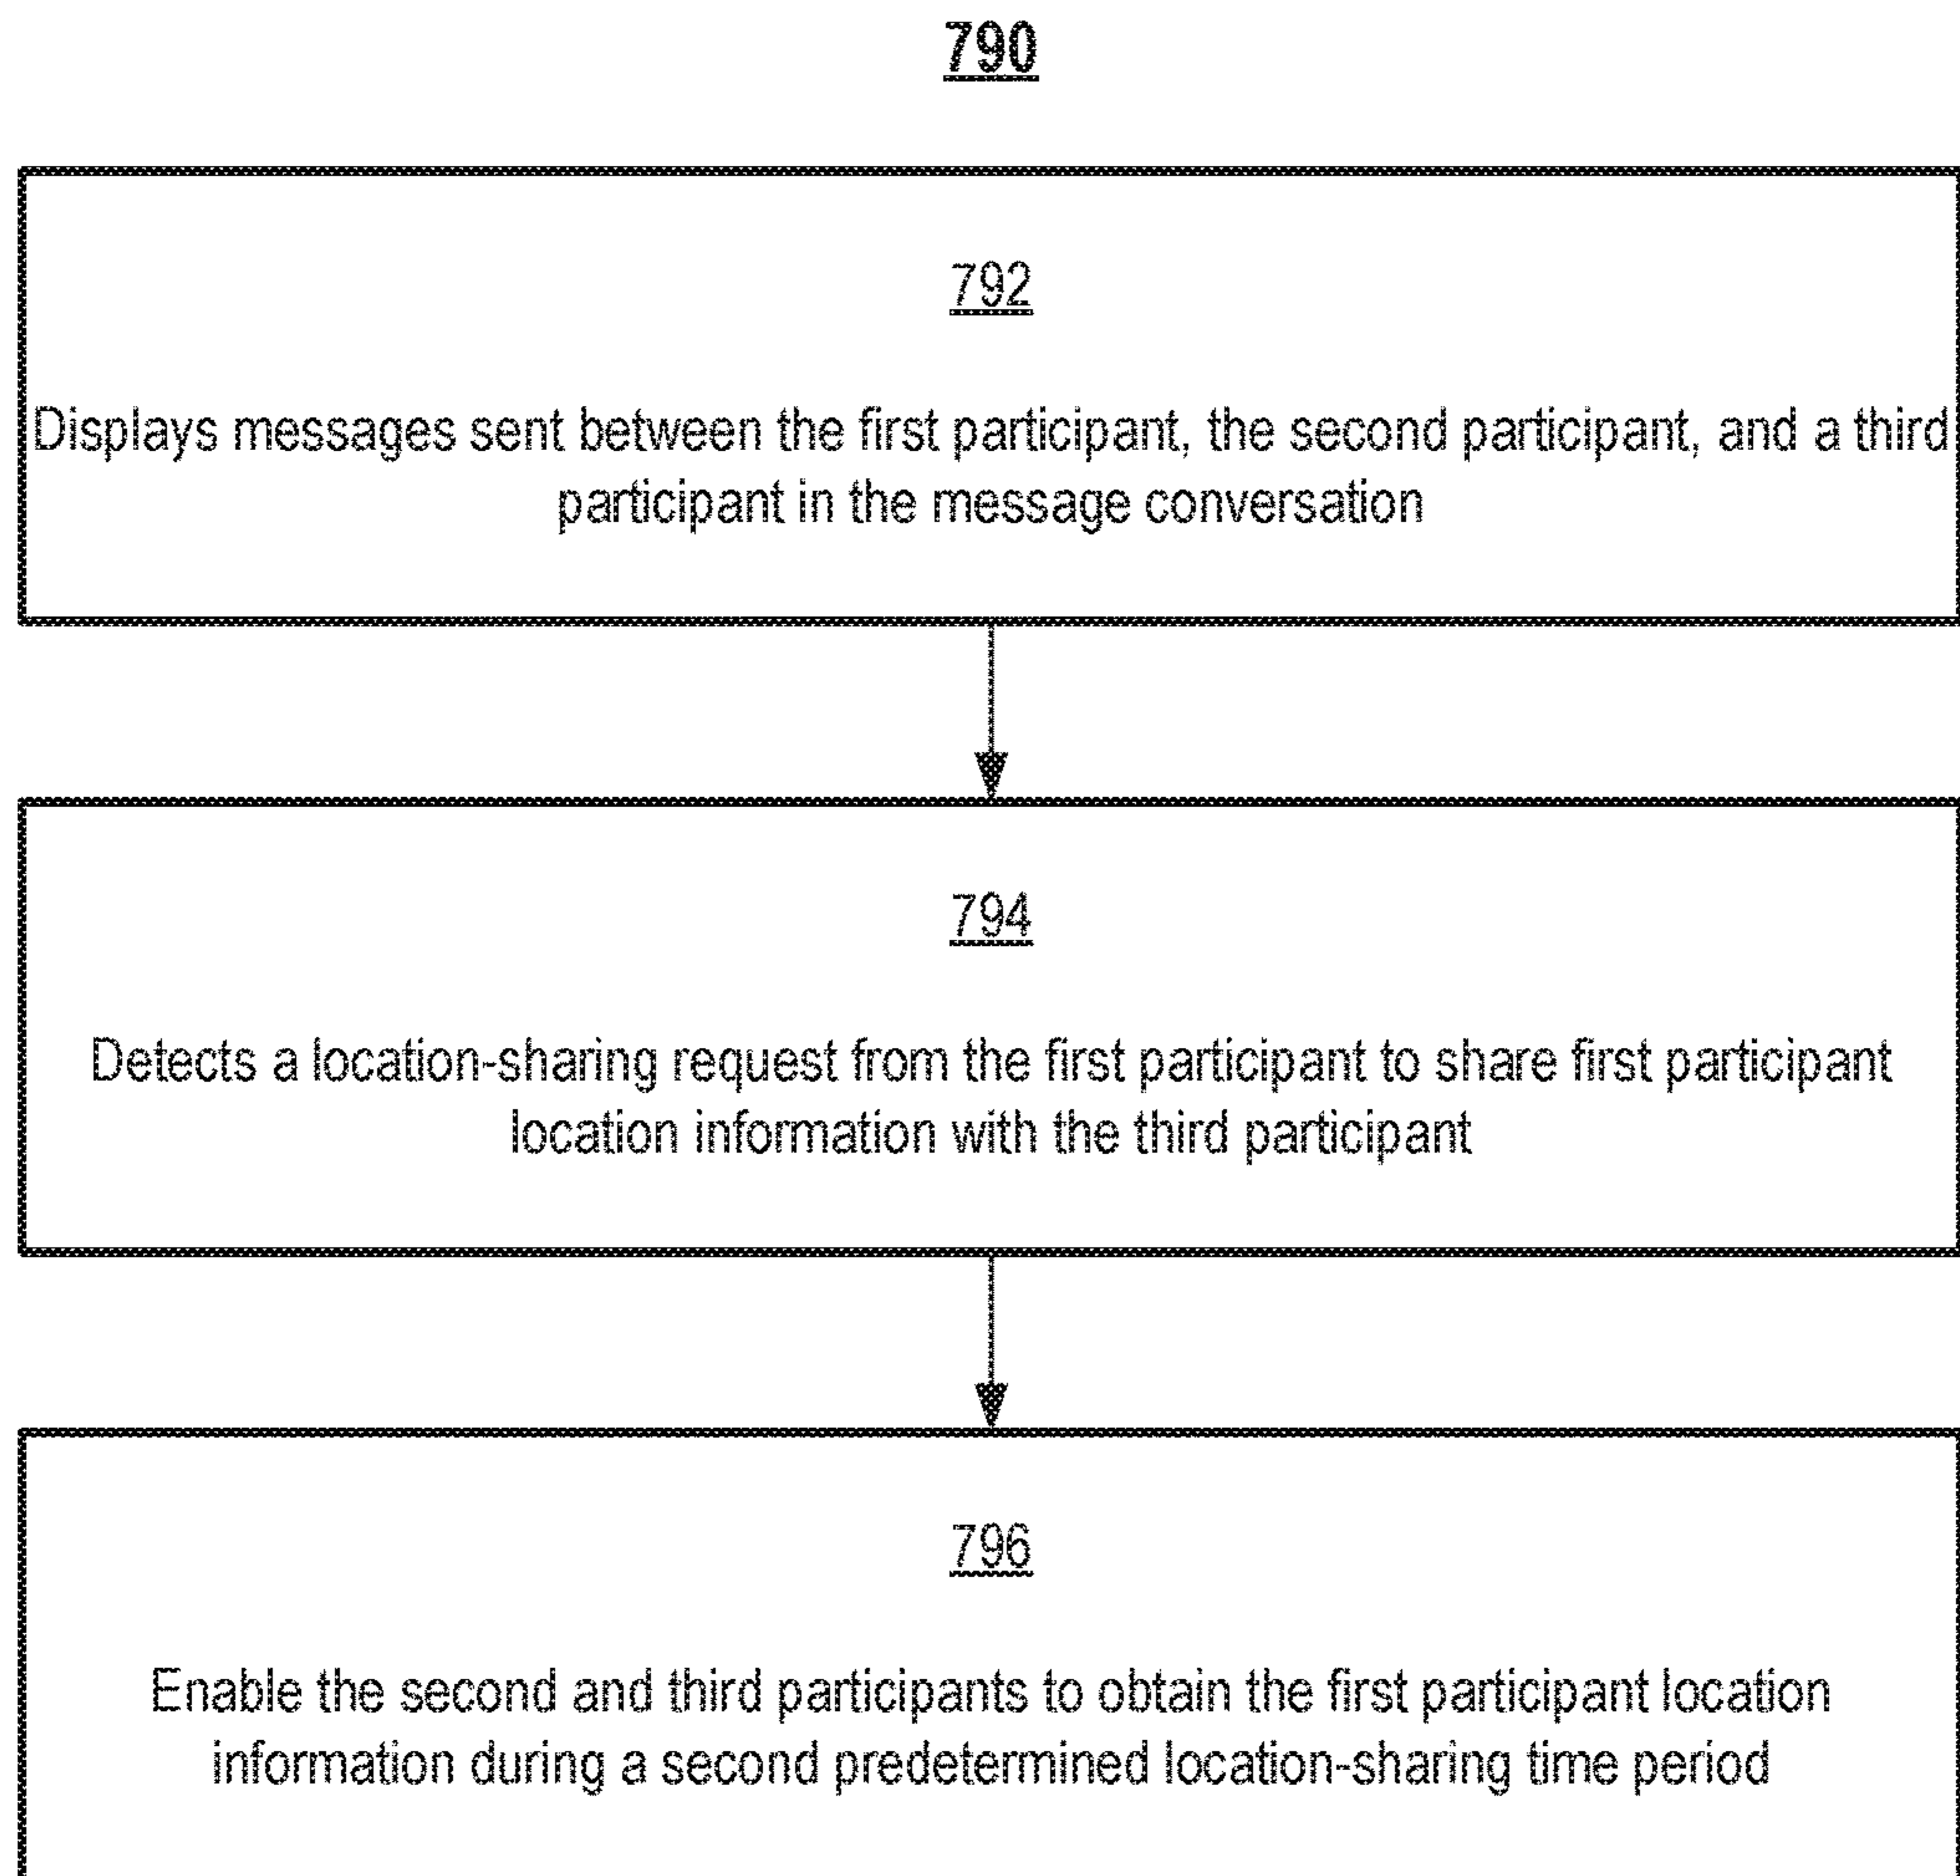 790
792
Displays messages sent between the first participant, the second participant, and a third
participant in the message conversation
794
Detects a location-sharing request from the first participant to share first participant
location information with the third participant
796
Enable the second and third participants to obtain the first participant location
information during a second predetermined location-sharing time period